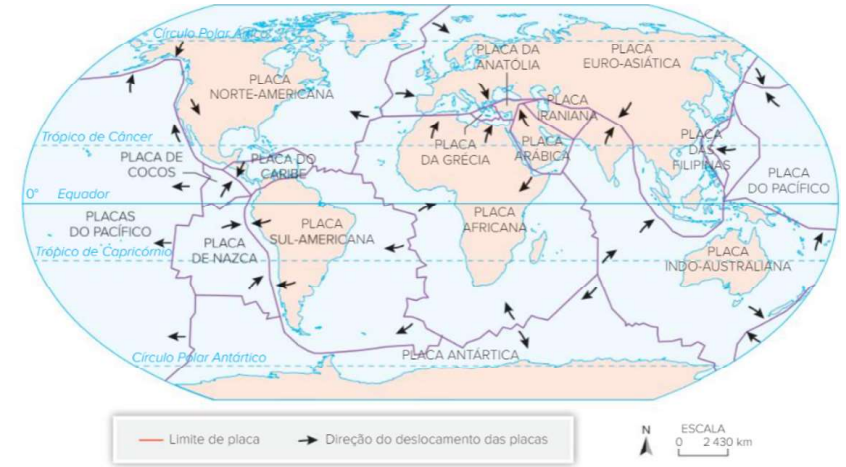 Círculo Polar Ártico
PLACA
NORTE-AMERICANA
PLACA DA
ANATÓLIA
PLACA
EURO-ASIÁTICA
PLACA
IRANIANA
Trópico de Câncer
PLACA DE
COCOS
PLACA DO
CARIBE
PLACA
DA GRÉCIA
PLACA
ARÁBICA
PLACA
DAS
FILIPINAS
PLACA
DO PACÍFICO
0° Equador
PLACAS
DO PACÍFICO
PLACA
DE NAZCA
PLACA
SUL-AMERICANA
PLACA
AFRICANA
PLACA
INDO-AUSTRALIANA
Trópico de Capricórnio
Círculo Polar Antártico
PLACA ANTÁRTICA
Limite de placa
Direção do deslocamento das placas
N
ESCALA
0 2 430 km